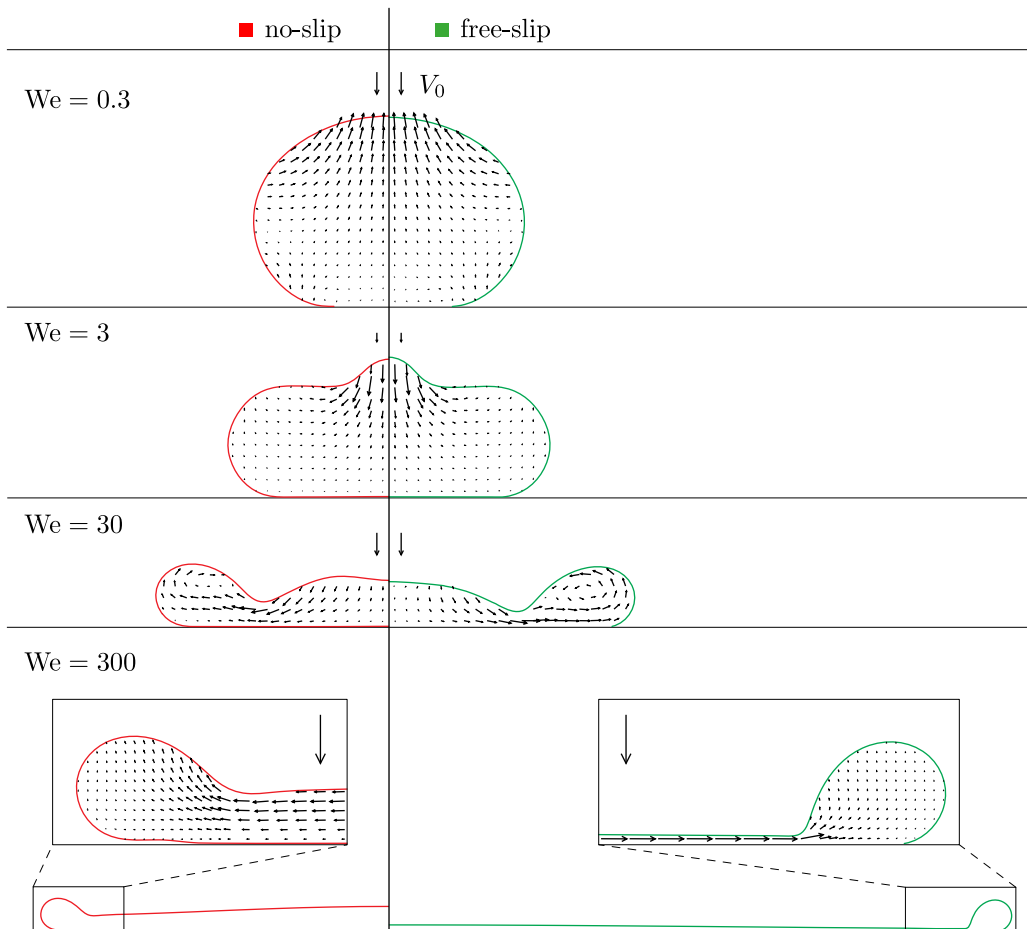 no-slip free-slip
We = 0.3
V₀
We = 3
We = 30
We = 300